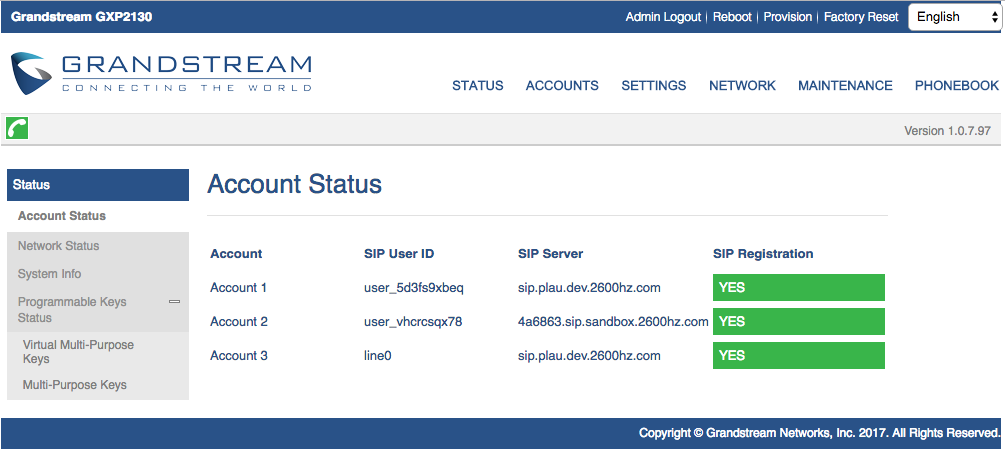 Grandstream GXP2130 Admin Logout | Reboot | Provision | Factory Reset English
GRANDSTREAM
CONNECTING THE WORLD
STATUS ACCOUNTS SETTINGS NETWORK MAINTENANCE PHONEBOOK
Version 1.0.7.97
Status
Account Status
Network Status
System Info
Programmable Keys
Status
Virtual Multi-Purpose
Keys
Multi-Purpose Keys
Account Status
Account SIP User ID SIP Server SIP Registration
Account 1 user_5d3fs9xbeq sip.plau.dev.2600hz.com YES
Account 2 user_vhcrcsqx78 4a6863.sip.sandbox.2600hz.com YES
Account 3 line0 sip.plau.dev.2600hz.com YES
Copyright © Grandstream Networks, Inc. 2017. All Rights Reserved.